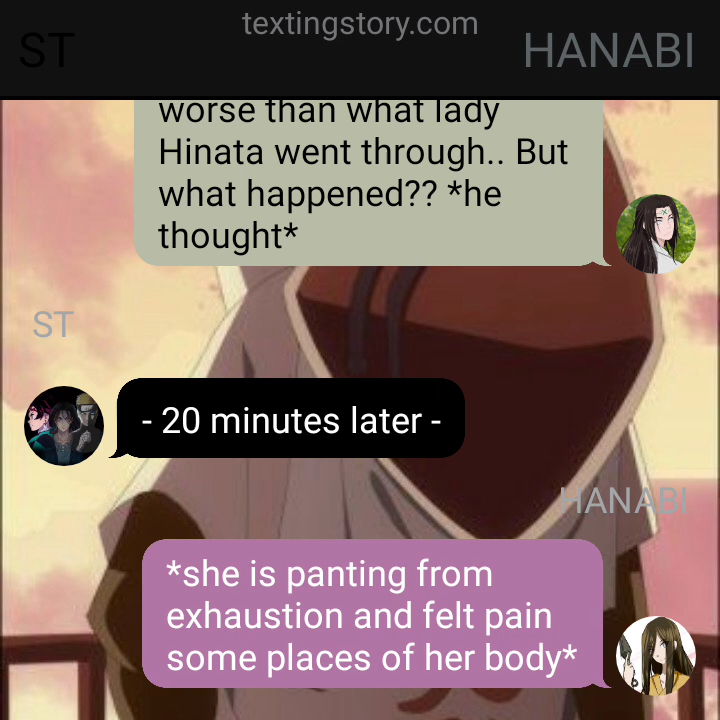 textingstory.com
ST HANABI
worse than what lady
Hinata went through.. But
what happened?? *he
thought*
ST
- 20 minutes later -
HANABI
*she is panting from
exhaustion and felt pain
some places of her body*